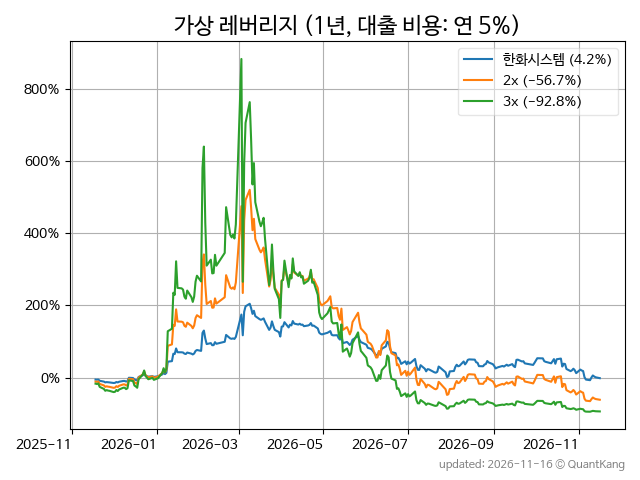 가상 레버리지 (1년, 대출 비용: 연 5%)
한화시스템 (4.2%)
2x (-56.7%)
3x (-92.8%)
800%
600%
400%
200%
0%
2025-11 2026-01 2026-03 2026-05 2026-07 2026-09 2026-11
updated: 2026-11-16 © QuantKang